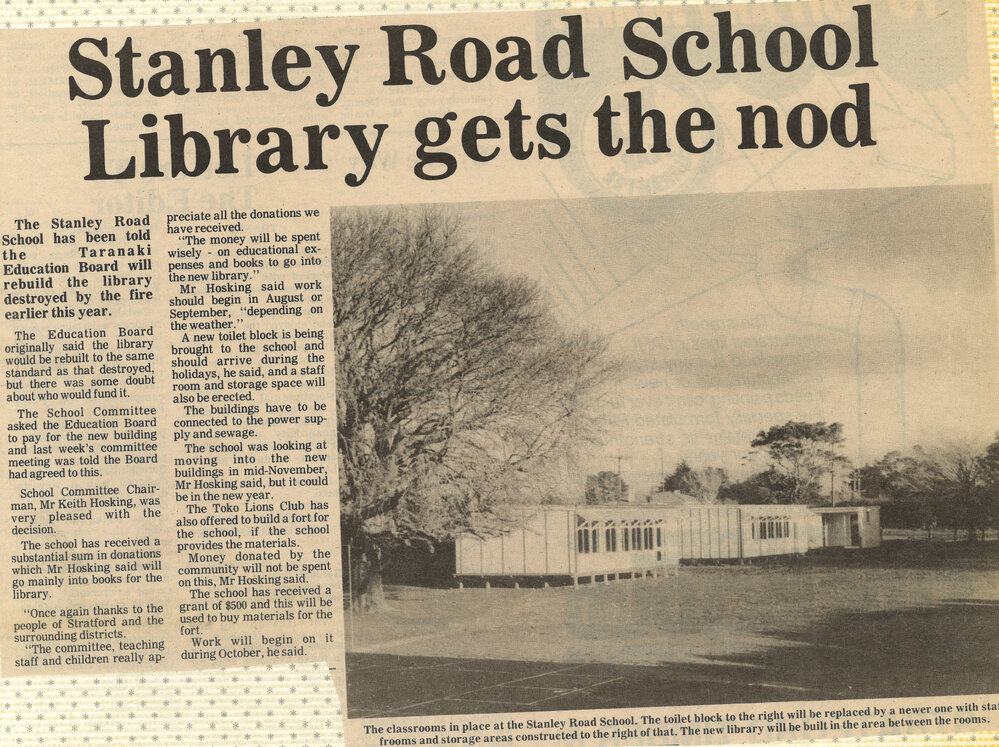 Stanley Road School
Library gets the nod
The Stanley Road
School has been told
the Taranaki
Education Board will
rebuild the library
destroyed by the fire
earlier this year.
The Education Board
originally said the library
would be rebuilt to the same
standard as that destroyed,
but there was some doubt
about who would fund it.
The School Committee
asked the Education Board
to pay for the new building
and last week's committee
meeting was told the Board
had agreed to this.
School Committee Chair-
man, Mr Keith Hosking, was
very pleased with the
decision.
The school has received a
substantial sum in donations
which Mr Hosking said will
go mainly into books for the
library.
"Once again thanks to the
people of Stratford and the
surrounding districts.
"The committee, teaching
staff and children really ap-
preciate all the donations we
have received.
"The money will be spent
wisely - on educational ex-
penses and books to go into
the new library."
Mr Hosking said work
should begin in August or
September, "depending on
the weather."
A new toilet block is being
brought to the school and
should arrive during the
holidays, he said, and a staff
room and storage space will
also be erected.
The buildings have to be
connected to the power sup-
ply and sewage.
The school was looking at
moving into the new
buildings in mid-November,
Mr Hosking said, but it could
be in the new year.
The Toko Lions Club has
also offered to build a fort for
the school, if the school
provides the materials.
Money donated by the
community will not be spent
on this, Mr Hosking said.
The school has received a
grant of $500 and this will be
used to buy materials for the
fort.
Work will begin on it
during October, he said.
The classrooms in place at the Stanley Road School. The toilet block to the right will be replaced by a newer one with staf
frooms and storage areas constructed to the right of that. The new library will be built in the area between the rooms.